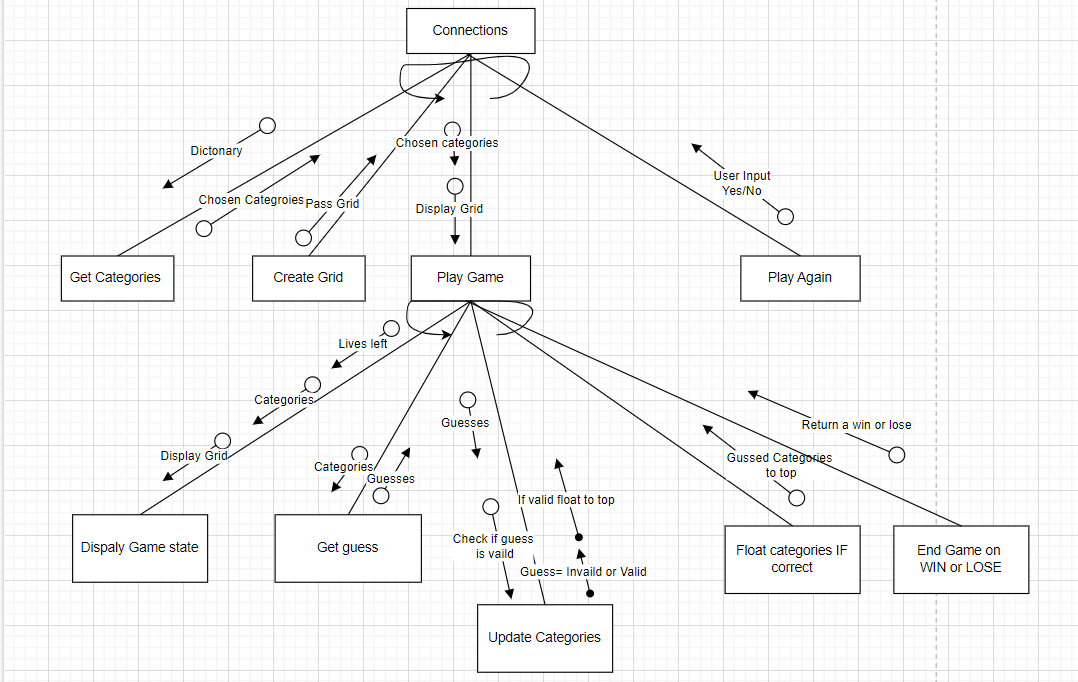 Connections
Dictonary
Chosen categories
User Input
Yes/No
Chosen Categroies
Pass Grid
Display Grid
Get Categories
Create Grid
Play Game
Play Again
Lives left
Categories
Guesses
Return a win or lose
Display Grid
Categories
Guesses
Gussed Categories
to top
If valid float to top
Check if guess
is vaild
Guess= Invaild or Valid
Dispaly Game state
Get guess
Float categories IF
correct
End Game on
WIN or LOSE
Update Categories